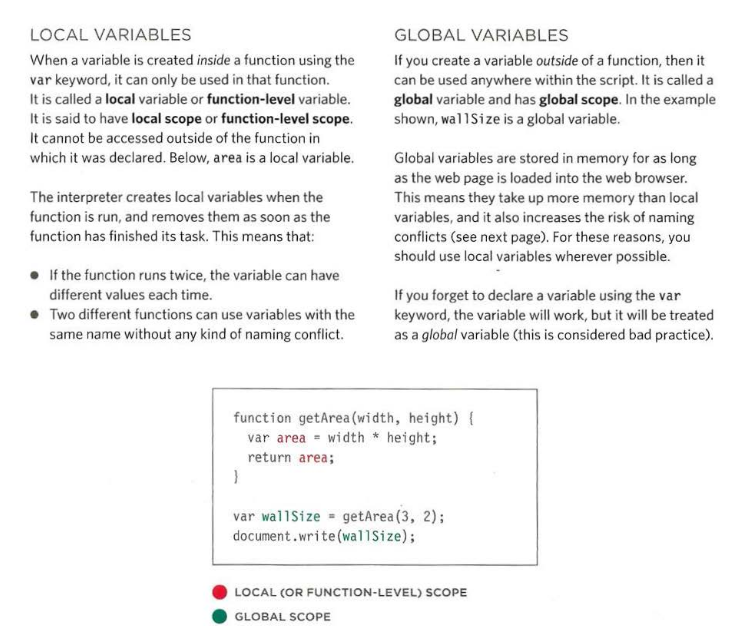 LOCAL VARIABLES
When a variable is created inside a function using the
var keyword, it can only be used in that function.
It is called a local variable or function-level variable.
It is said to have local scope or function-level scope.
It cannot be accessed outside of the function in
which it was declared. Below, area is a local variable.
The interpreter creates local variables when the
function is run, and removes them as soon as the
function has finished its task. This means that:
● If the function runs twice, the variable can have
different values each time.
● Two different functions can use variables with the
same name without any kind of naming conflict.
GLOBAL VARIABLES
If you create a variable outside of a function, then it
can be used anywhere within the script. It is called a
global variable and has global scope. In the example
shown, wallSize is a global variable.
Global variables are stored in memory for as long
as the web page is loaded into the web browser.
This means they take up more memory than local
variables, and it also increases the risk of naming
conflicts (see next page). For these reasons, you
should use local variables wherever possible.
If you forget to declare a variable using the var
keyword, the variable will work, but it will be treated
as a global variable (this is considered bad practice).
function getArea(width, height) {
var area = width * height;
return area;
}
var wallSize = getArea(3, 2);
document.write(wallSize);
LOCAL (OR FUNCTION-LEVEL) SCOPE
GLOBAL SCOPE